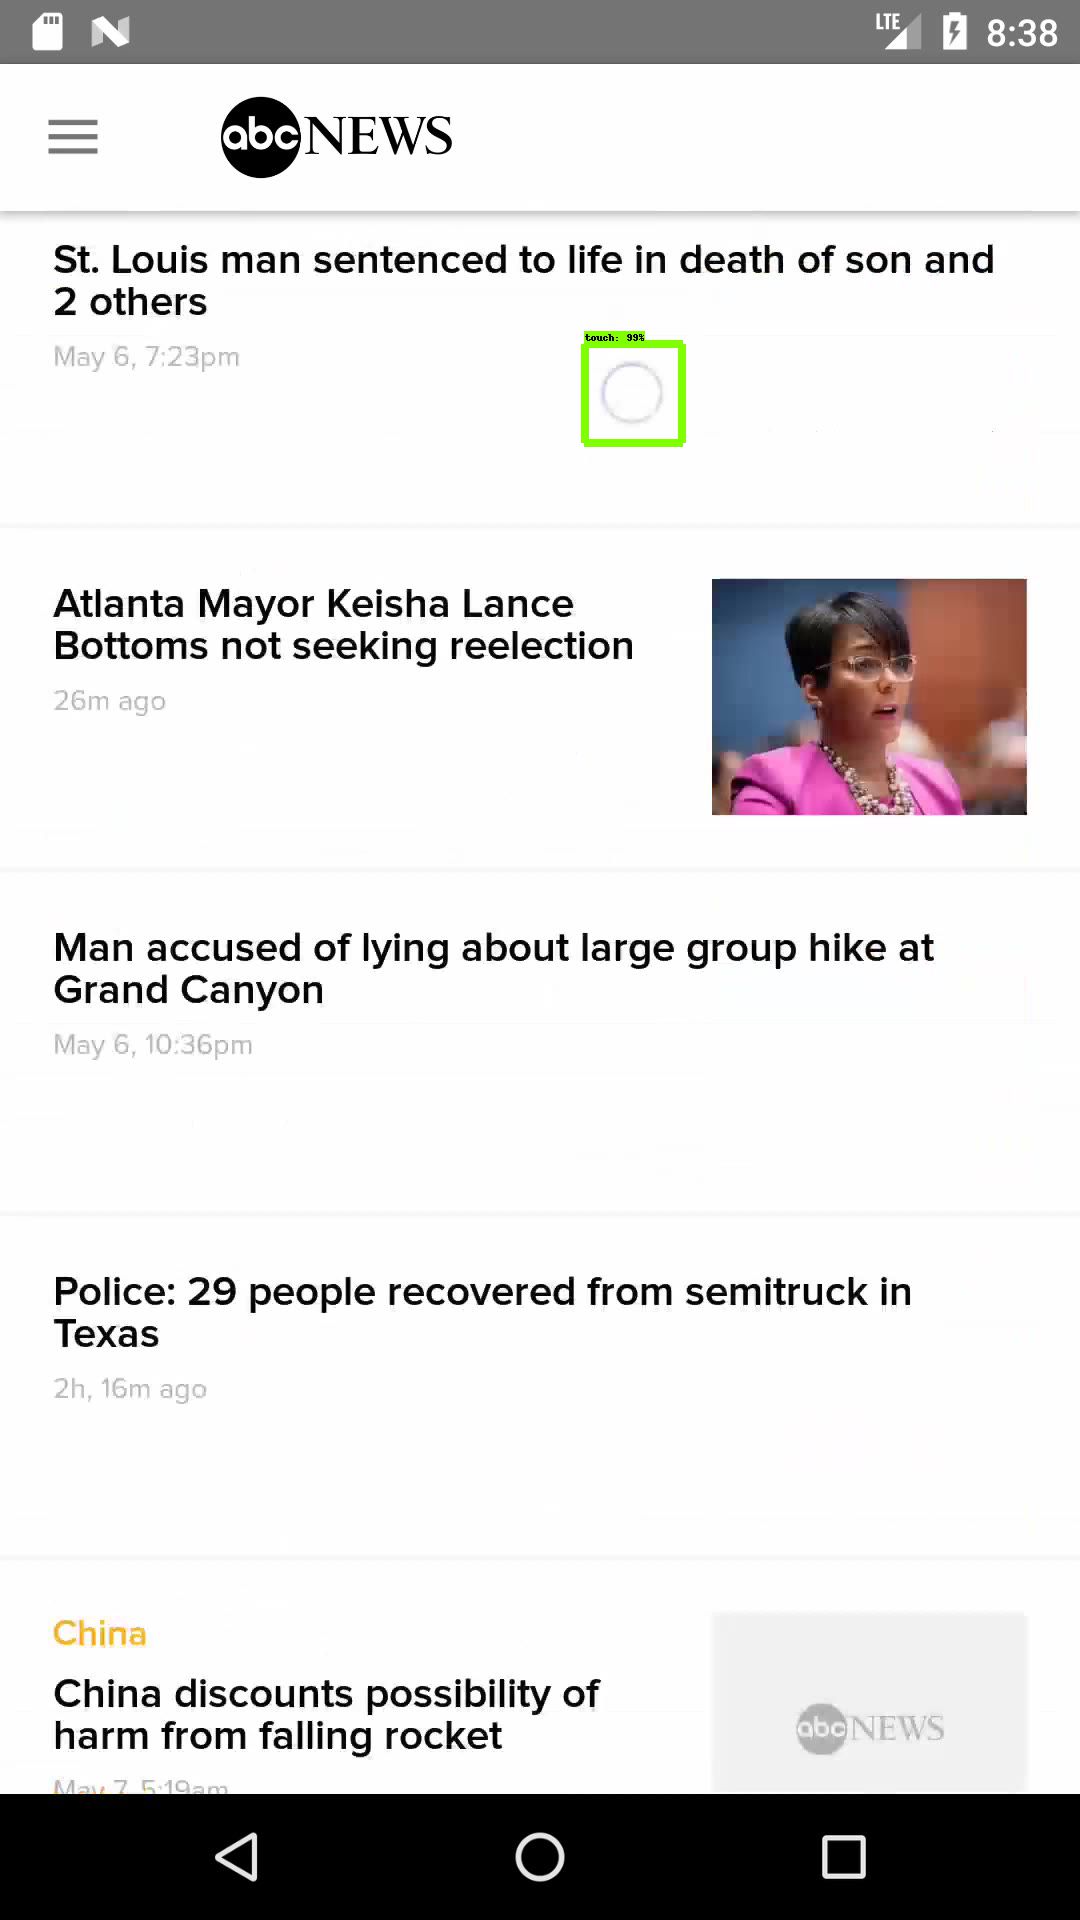 LTE 8:38
abc NEWS
St. Louis man sentenced to life in death of son and
2 others
May 6, 7:23pm
touch: 99%
Atlanta Mayor Keisha Lance
Bottoms not seeking reelection
26m ago
Man accused of lying about large group hike at
Grand Canyon
May 6, 10:36pm
Police: 29 people recovered from semitruck in
Texas
2h, 16m ago
China
China discounts possibility of
harm from falling rocket
abc NEWS
May 7, 5:19am